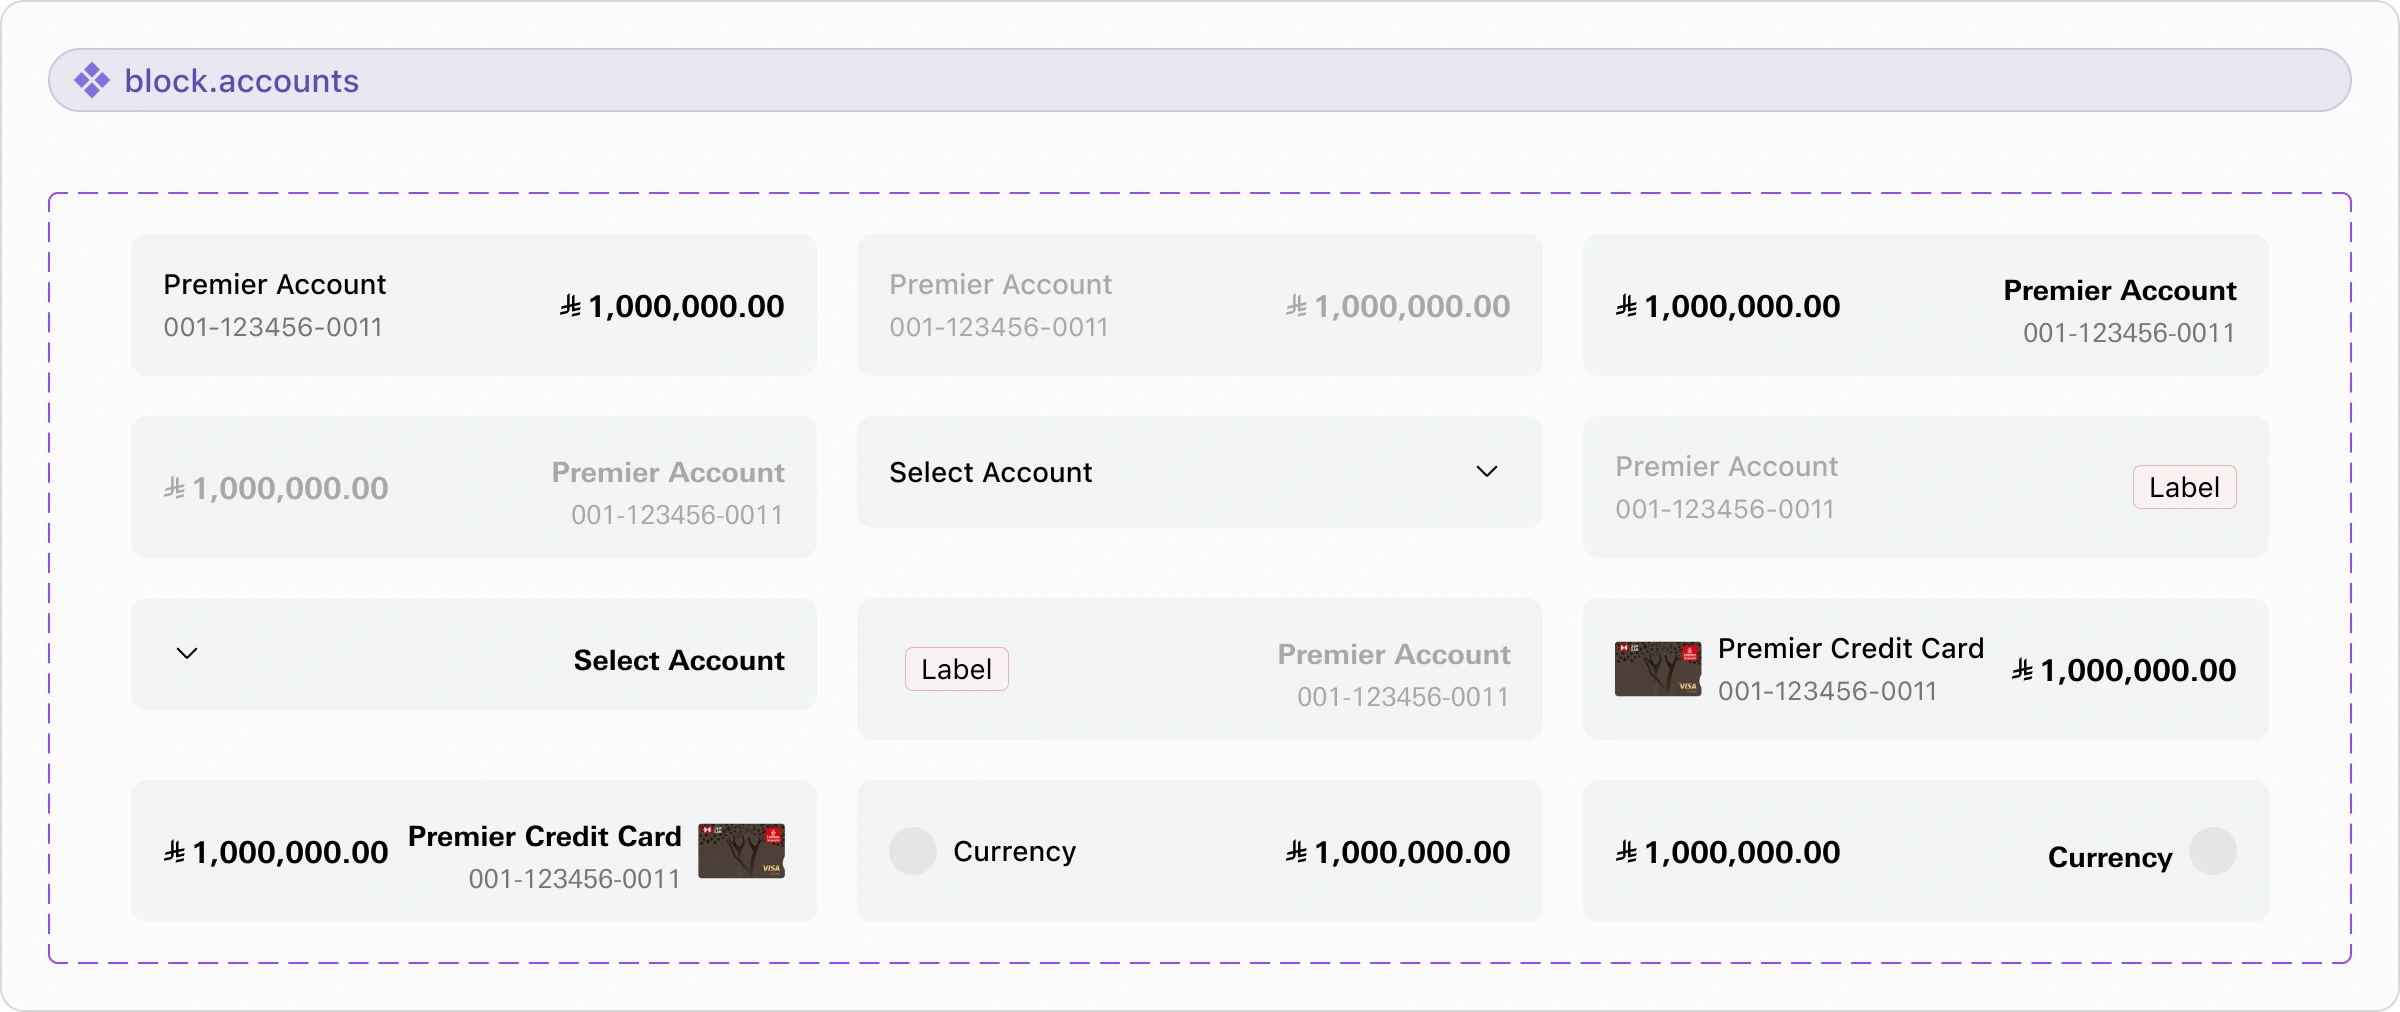 block.accounts
Premier Account
001-123456-0011
⃁ 1,000,000.00
Premier Account
001-123456-0011
⃁ 1,000,000.00
⃁ 1,000,000.00
Premier Account
001-123456-0011
⃁ 1,000,000.00
Premier Account
001-123456-0011
Select Account
Premier Account
001-123456-0011
Label
Select Account
Label
Premier Account
001-123456-0011
VISA
Premier Credit Card
001-123456-0011
⃁ 1,000,000.00
⃁ 1,000,000.00
Premier Credit Card
001-123456-0011
VISA
Currency
⃁ 1,000,000.00
⃁ 1,000,000.00
Currency